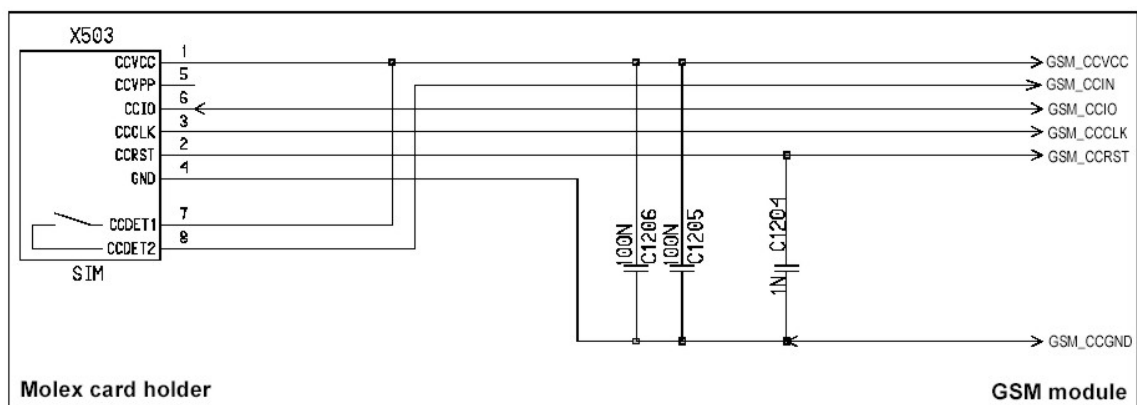 X503
CCVCC 1 GSM_CCVCC
CCVPP 5 GSM_CCIN
CCIO 6 GSM_CCIO
CCCLK 3 GSM_CCCLK
CCRST 2 GSM_CCRST
GND 4
CCDET1 7
CCDET2 8
SIM
100N C1206
100N C1205
1N C1204
GSM_CCGND
Molex card holder GSM module